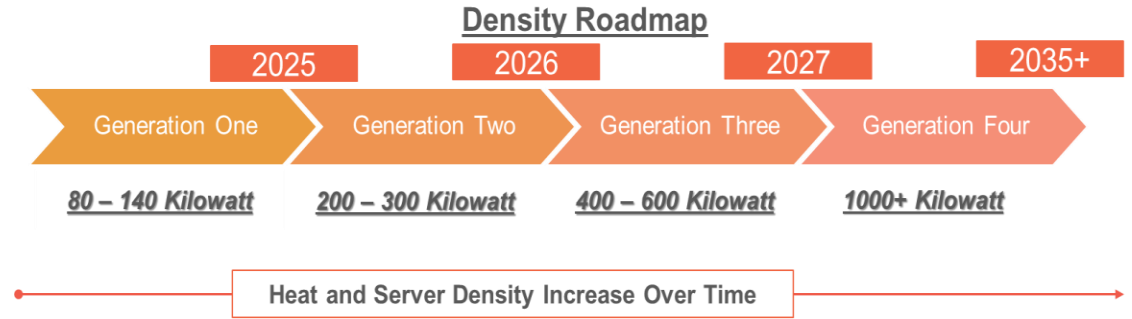 Density Roadmap
2025 2026 2027 2035+
Generation One Generation Two Generation Three Generation Four
80 – 140 Kilowatt 200 – 300 Kilowatt 400 – 600 Kilowatt 1000+ Kilowatt
Heat and Server Density Increase Over Time